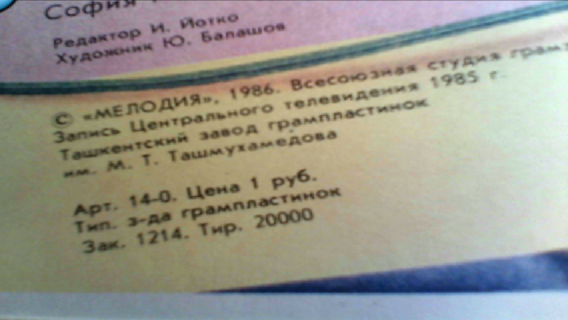 София
Редактор И. Йотко
Художник Ю. Балашов
© «МЕЛОДИЯ», 1986. Всесоюзная студия грам
Запись Центрального телевидения 1985 г.
Ташкентский завод грампластинок
им. М. Т. Ташмухамедова
Арт. 14-0. Цена 1 руб.
Тип. з-да грампластинок
Зак. 1214. Тир. 20000